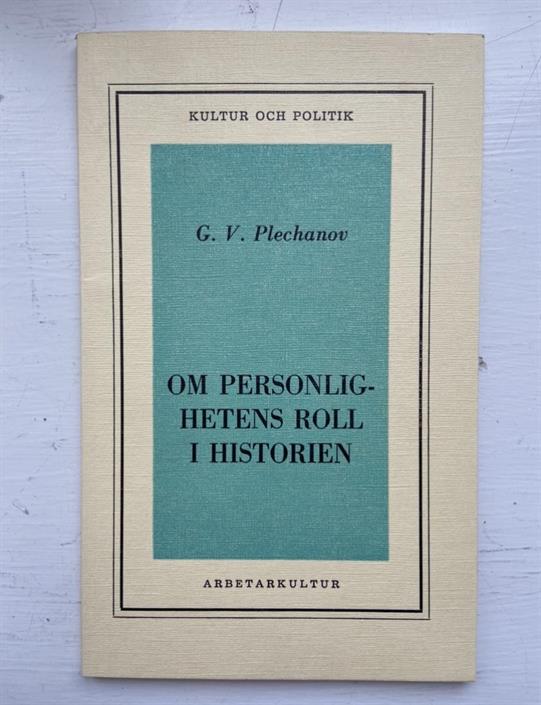 KULTUR OCH POLITIK
G. V. Plechanov
OM PERSONLIG-
HETENS ROLL
I HISTORIEN
ARBETARKULTUR